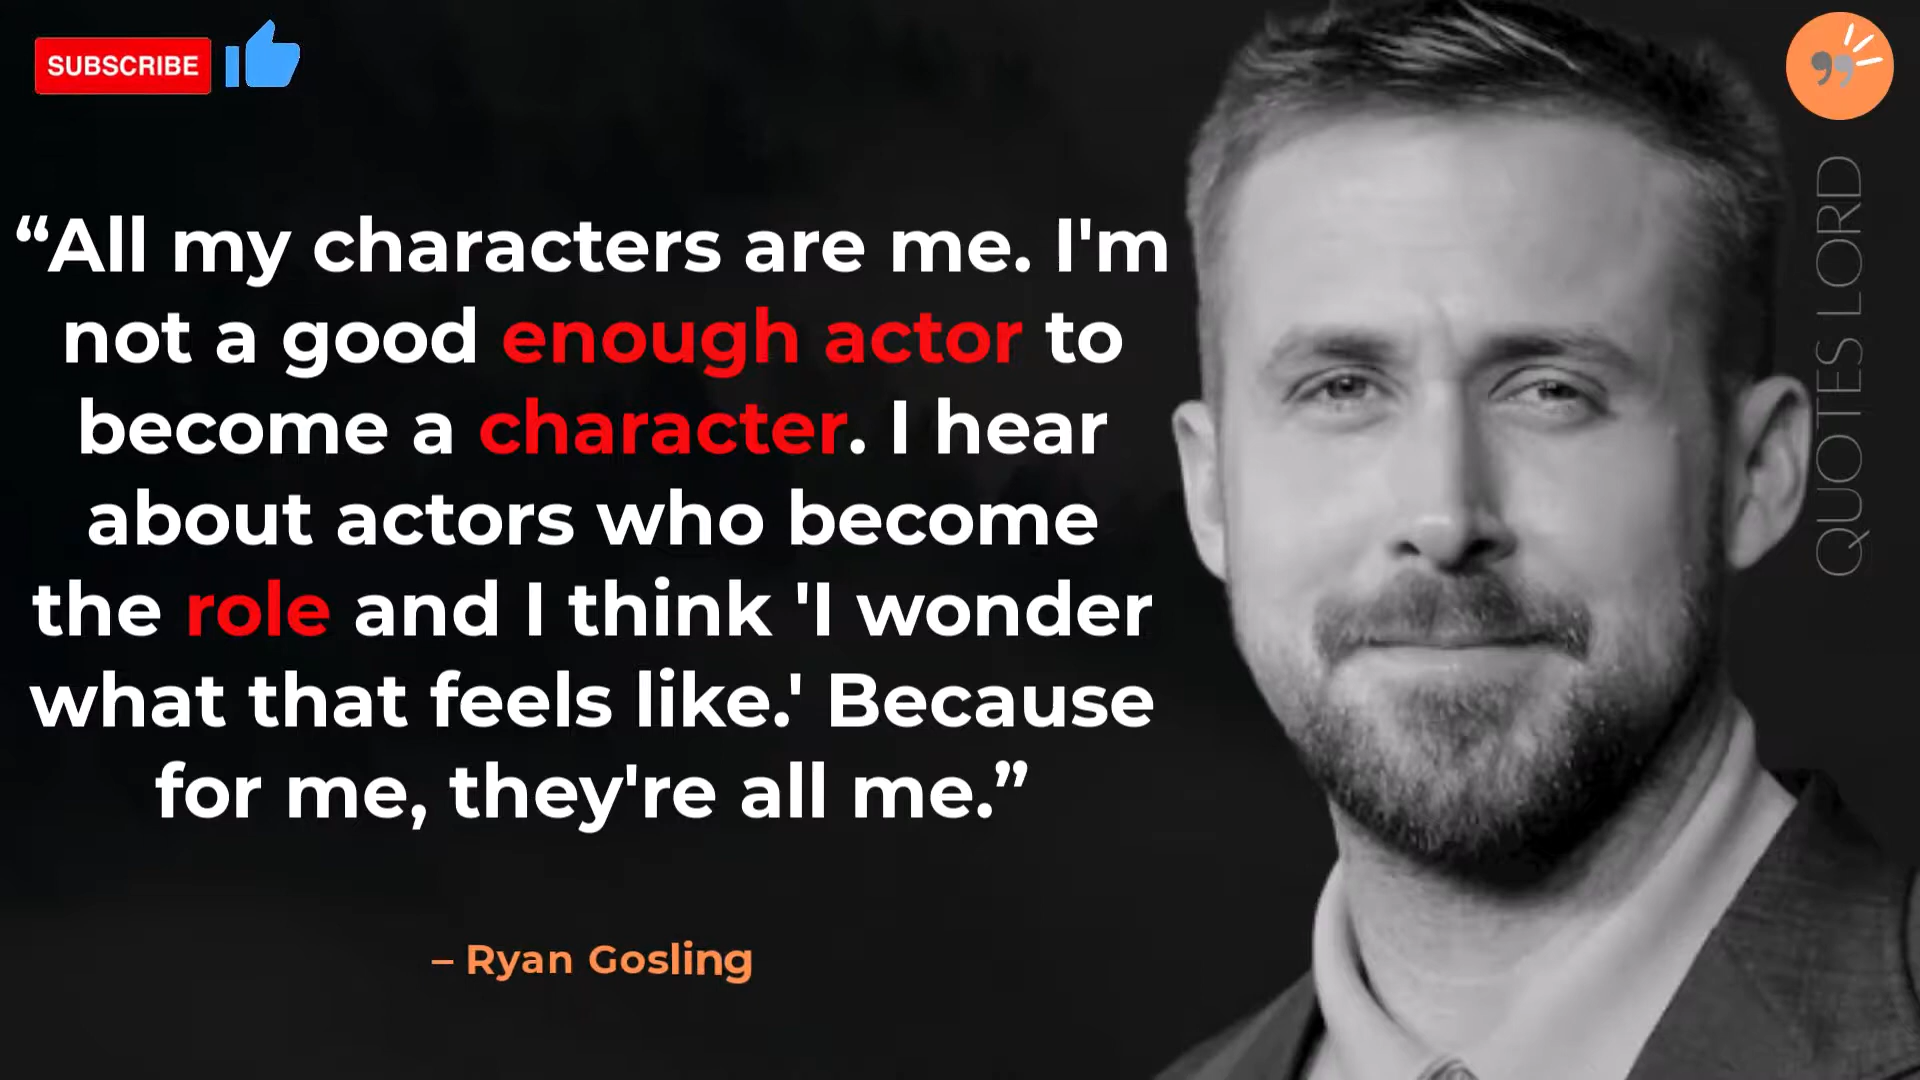 SUBSCRIBE
“All my characters are me. I'm
not a good enough actor to
become a character. I hear
about actors who become
the role and I think 'I wonder
what that feels like.' Because
for me, they're all me.”
– Ryan Gosling
QUOTES LORD